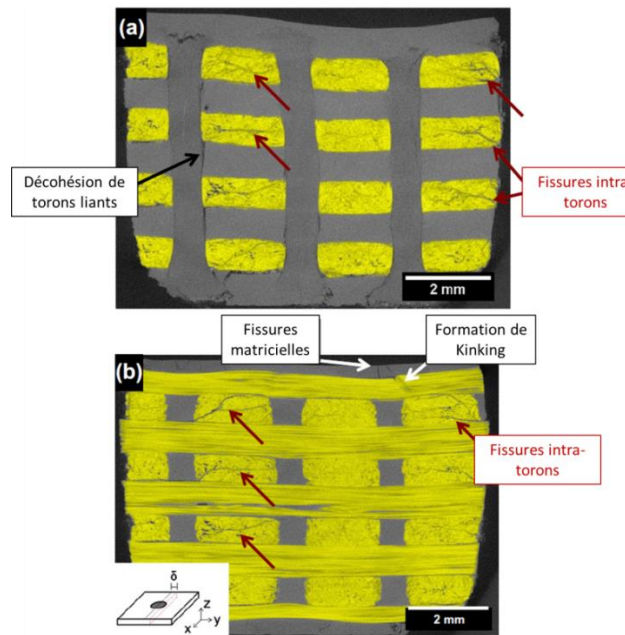 (a)
Décohésion de
torons liants
Fissures intra
torons
2 mm
Fissures
matricielles
Formation de
Kinking
(b)
Fissures intra-
torons
δ
z
y
x
2 mm